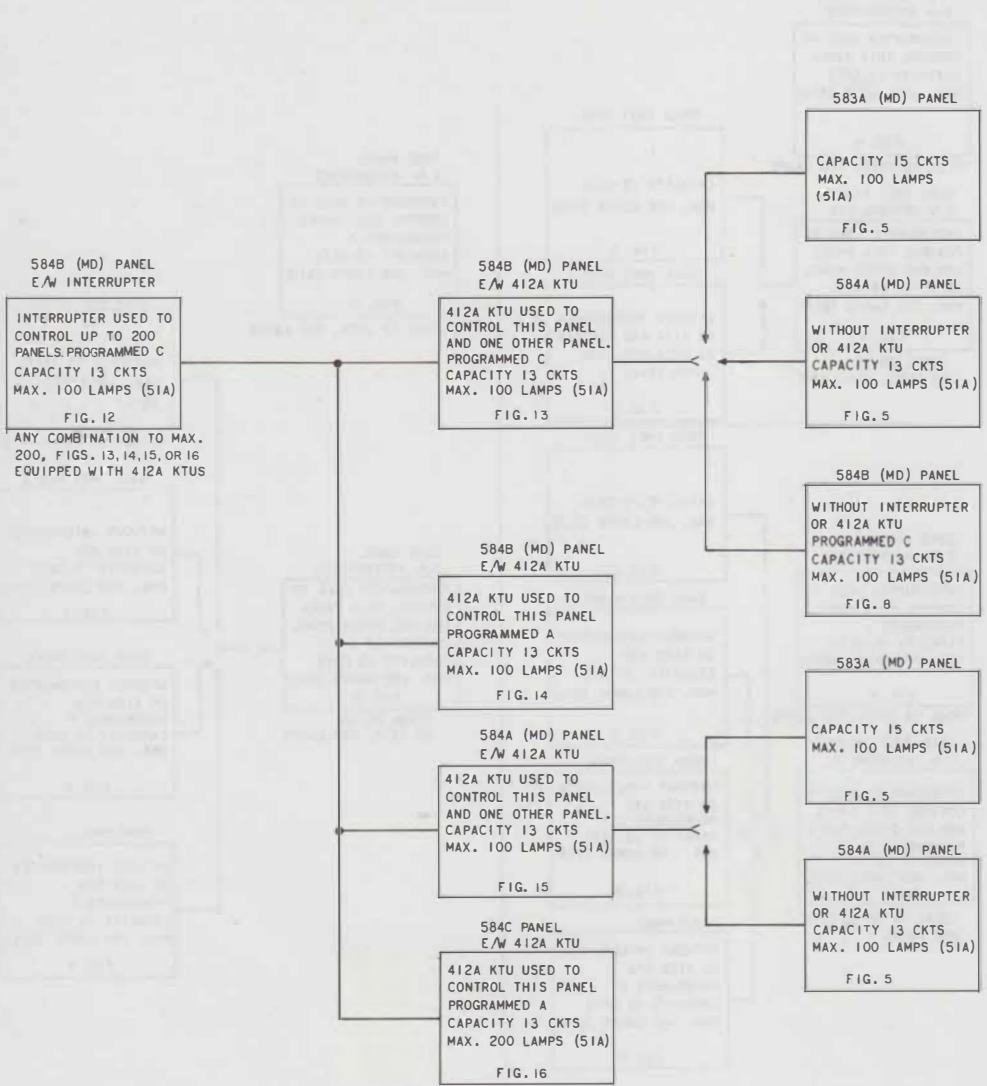 584B (MD) PANEL
E/W INTERRUPTER
INTERRUPTER USED TO
CONTROL UP TO 200
PANELS. PROGRAMMED C
CAPACITY 13 CKTS
MAX. 100 LAMPS (51A)
FIG. 12
ANY COMBINATION TO MAX.
200, FIGS. 13,14,15, OR 16
EQUIPPED WITH 412A KTUS
584B (MD) PANEL
E/W 412A KTU
412A KTU USED TO
CONTROL THIS PANEL
AND ONE OTHER PANEL.
PROGRAMMED C
CAPACITY 13 CKTS
MAX. 100 LAMPS (51A)
FIG. 13
584B (MD) PANEL
E/W 412A KTU
412A KTU USED TO
CONTROL THIS PANEL
PROGRAMMED A
CAPACITY 13 CKTS
MAX. 100 LAMPS (51A)
FIG. 14
584A (MD) PANEL
E/W 412A KTU
412A KTU USED TO
CONTROL THIS PANEL
AND ONE OTHER PANEL.
CAPACITY 13 CKTS
MAX. 100 LAMPS (51A)
FIG. 15
584C PANEL
E/W 412A KTU
412A KTU USED TO
CONTROL THIS PANEL
PROGRAMMED A
CAPACITY 13 CKTS
MAX. 200 LAMPS (51A)
FIG. 16
583A (MD) PANEL
CAPACITY 15 CKTS
MAX. 100 LAMPS
(51A)
FIG. 5
584A (MD) PANEL
WITHOUT INTERRUPTER
OR 412A KTU
CAPACITY 13 CKTS
MAX. 100 LAMPS (51A)
FIG. 5
584B (MD) PANEL
WITHOUT INTERRUPTER
OR 412A KTU
PROGRAMMED C
CAPACITY 13 CKTS
MAX. 100 LAMPS (51A)
FIG. 8
583A (MD) PANEL
CAPACITY 15 CKTS
MAX. 100 LAMPS (51A)
FIG. 5
584A (MD) PANEL
WITHOUT INTERRUPTER
OR 412A KTU
CAPACITY 13 CKTS
MAX. 100 LAMPS (51A)
FIG. 5